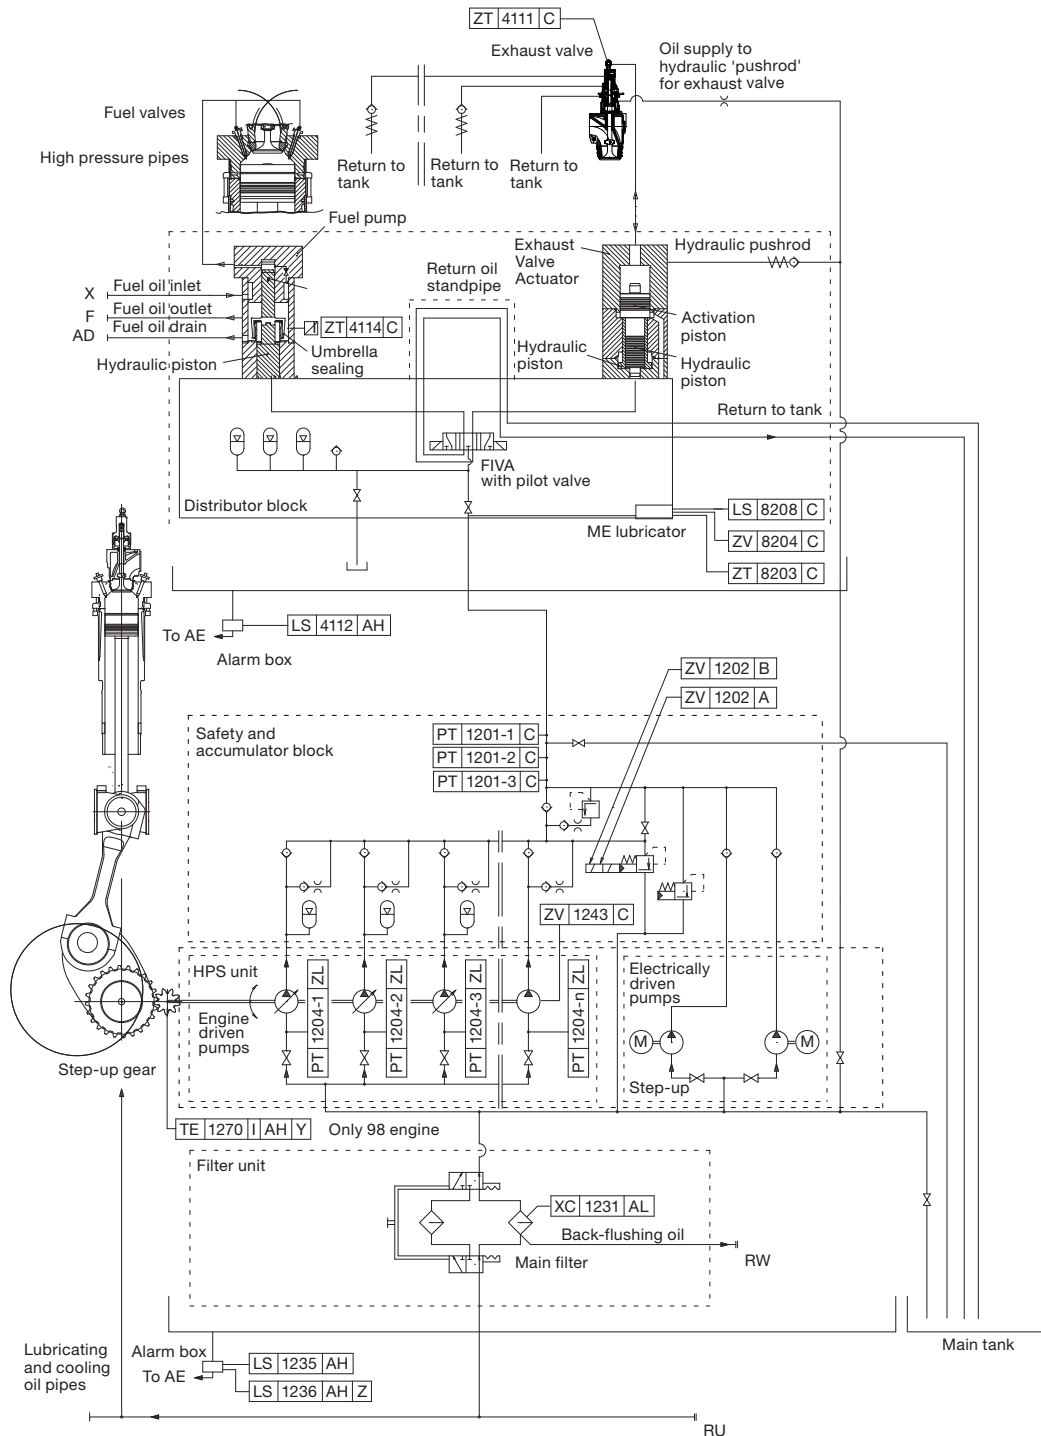 ZT 4111 C
Exhaust valve
Oil supply to
hydraulic 'pushrod'
for exhaust valve
Fuel valves
High pressure pipes
Return to
tank
Return to
tank
Return to
tank
Fuel pump
Exhaust
Valve
Actuator
Hydraulic pushrod
Return oil
standpipe
X
Fuel oil inlet
F
Fuel oil outlet
AD
Fuel oil drain
ZT 4114 C
Activation
piston
Umbrella
sealing
Hydraulic piston
Hydraulic
piston
Hydraulic
piston
Return to tank
FIVA
with pilot valve
Distributor block
ME lubricator
LS 8208 C
ZV 8204 C
ZT 8203 C
To AE
LS 4112 AH
Alarm box
ZV 1202 B
ZV 1202 A
Safety and
accumulator block
PT 1201-1 C
PT 1201-2 C
PT 1201-3 C
ZV 1243 C
HPS unit
Engine
driven
pumps
PT 1204-1 ZL
PT 1204-2 ZL
PT 1204-3 ZL
PT 1204-n ZL
Electrically
driven
pumps
M
M
Step-up
Step-up gear
TE 1270 I AH Y
Only 98 engine
Filter unit
XC 1231 AL
Back-flushing oil
RW
Main filter
Main tank
Lubricating
and cooling
oil pipes
Alarm box
To AE
LS 1235 AH
LS 1236 AH Z
RU